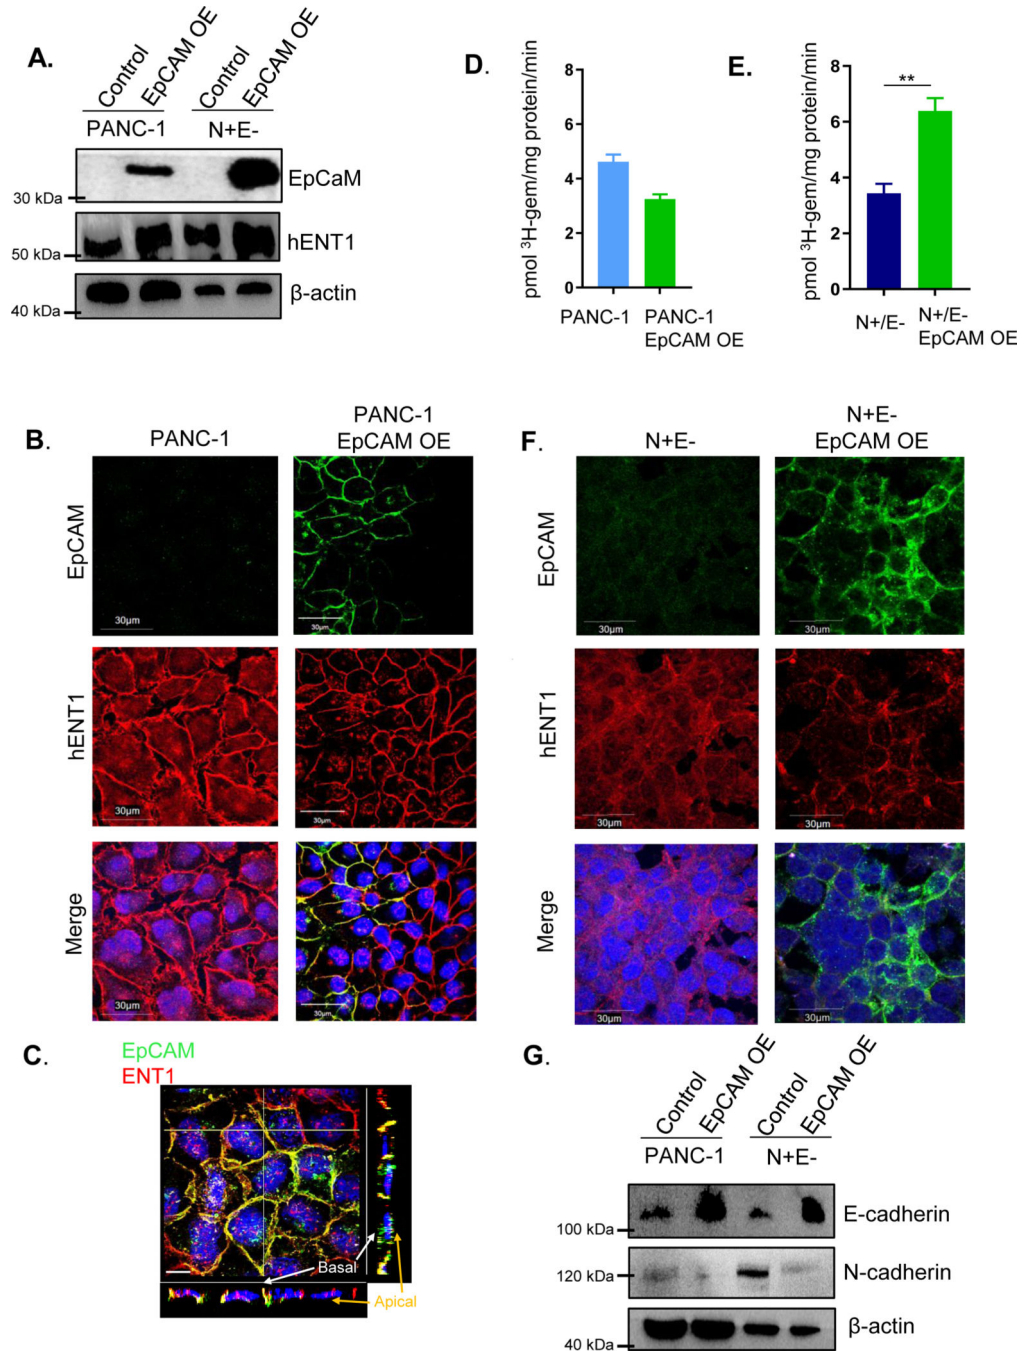 A.
Control
EpCAM OE
Control
EpCAM OE
PANC-1
N+E-
EpCaM
30 kDa
hENT1
50 kDa
β-actin
40 kDa
D.
pmol ³H-gem/mg protein/min
8
6
4
2
0
PANC-1
PANC-1
EpCAM OE
E.
pmol ³H-gem/mg protein/min
8
6
4
2
0
**
N+/E-
N+/E-
EpCAM OE
B.
PANC-1
PANC-1
EpCAM OE
EpCAM
30µm
30µm
hENT1
30µm
30µm
Merge
30µm
30µm
F.
N+E-
N+E-
EpCAM OE
EpCAM
30µm
30µm
hENT1
30µm
30µm
Merge
30µm
30µm
C.
EpCAM
ENT1
Basal
Apical
G.
Control
EpCAM OE
Control
EpCAM OE
PANC-1
N+E-
E-cadherin
100 kDa
N-cadherin
120 kDa
β-actin
40 kDa